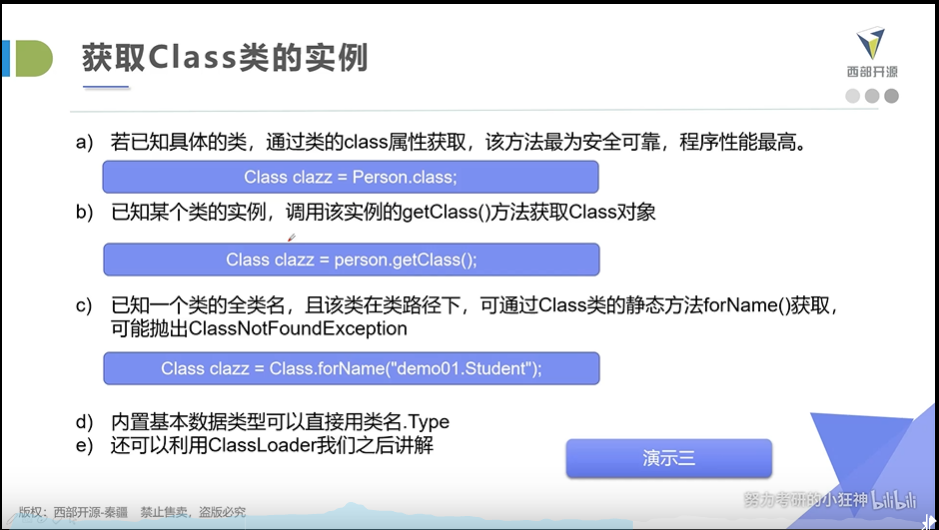 获取Class类的实例
西部开源
a) 若已知具体的类，通过类的class属性获取，该方法最为安全可靠，程序性能最高。
Class clazz = Person.class;
b) 已知某个类的实例，调用该实例的getClass()方法获取Class对象
Class clazz = person.getClass();
c) 已知一个类的全类名，且该类在类路径下，可通过Class类的静态方法forName()获取，
可能抛出ClassNotFoundException
Class clazz = Class.forName("demo01.Student");
d) 内置基本数据类型可以直接用类名.Type
e) 还可以利用ClassLoader我们之后讲解
演示三
努力考研的小狂神 bilibili
版权：西部开源-秦疆 禁止售卖，盗版必究